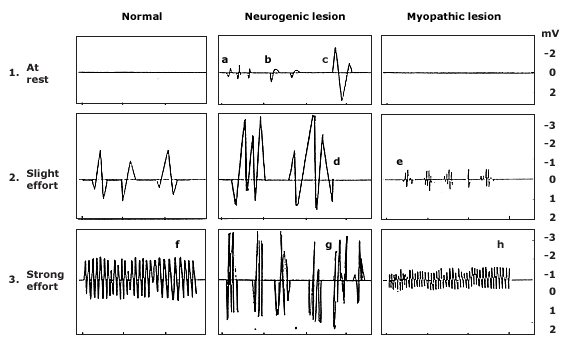 Normal Neurogenic lesion Myopathic lesion
mV
1. At rest
a b c
-2
0
2
2. Slight effort
d
e
-3
-2
-1
0
1
2
3. Strong effort
f
g
h
-3
-2
-1
0
1
2